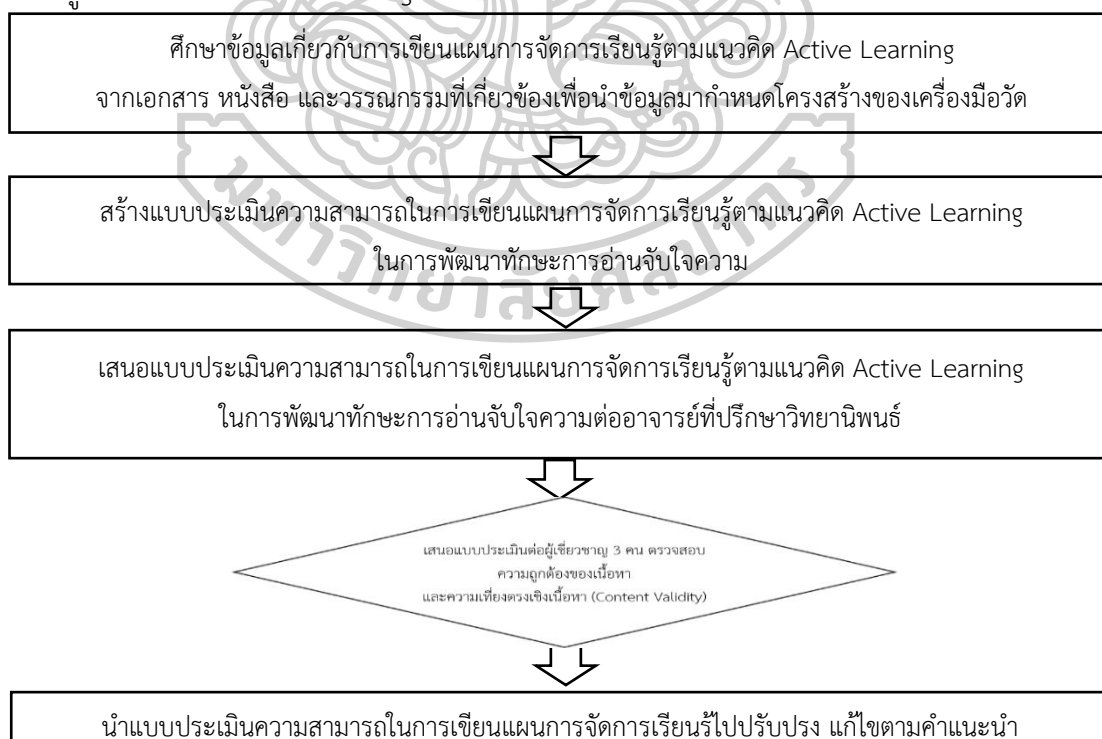 ศึกษาข้อมูลเกี่ยวกับการเขียนแผนการจัดการเรียนรู้ตามแนวคิด Active Learning
จากเอกสาร หนังสือ และวรรณกรรมที่เกี่ยวข้องเพื่อนำข้อมูลมากำหนดโครงสร้างของเครื่องมือวัด
สร้างแบบประเมินความสามารถในการเขียนแผนการจัดการเรียนรู้ตามแนวคิด Active Learning
ในการพัฒนาทักษะการอ่านจับใจความ
มหาวิทยาลัยศิลปากร
เสนอแบบประเมินความสามารถในการเขียนแผนการจัดการเรียนรู้ตามแนวคิด Active Learning
ในการพัฒนาทักษะการอ่านจับใจความต่ออาจารย์ที่ปรึกษาวิทยานิพนธ์
เสนอแบบประเมินต่อผู้เชี่ยวชาญ 3 คน ตรวจสอบ
ความถูกต้องของเนื้อหา
และความเที่ยงตรงเชิงเนื้อหา (Content Validity)
นำแบบประเมินความสามารถในการเขียนแผนการจัดการเรียนรู้ไปปรับปรุง แก้ไขตามคำแนะนำ